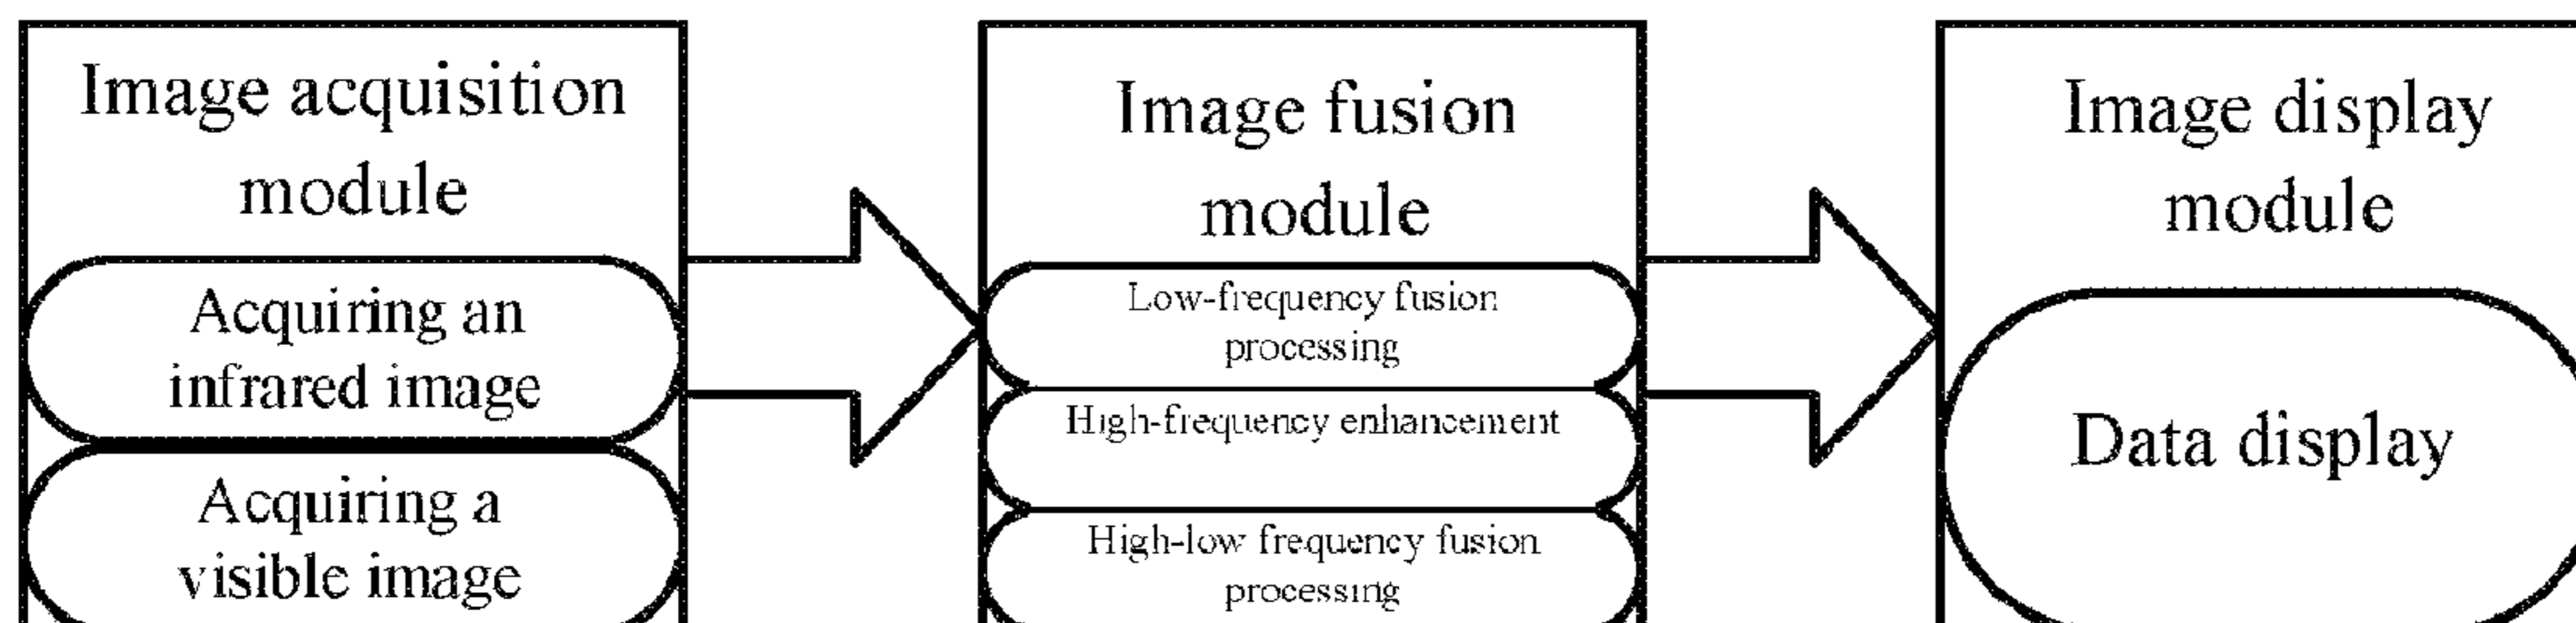 Image acquisition
module
Acquiring an
infrared image
Acquiring a
visible image
Image fusion
module
Low-frequency fusion
processing
High-frequency enhancement
High-low frequency fusion
processing
Image display
module
Data display